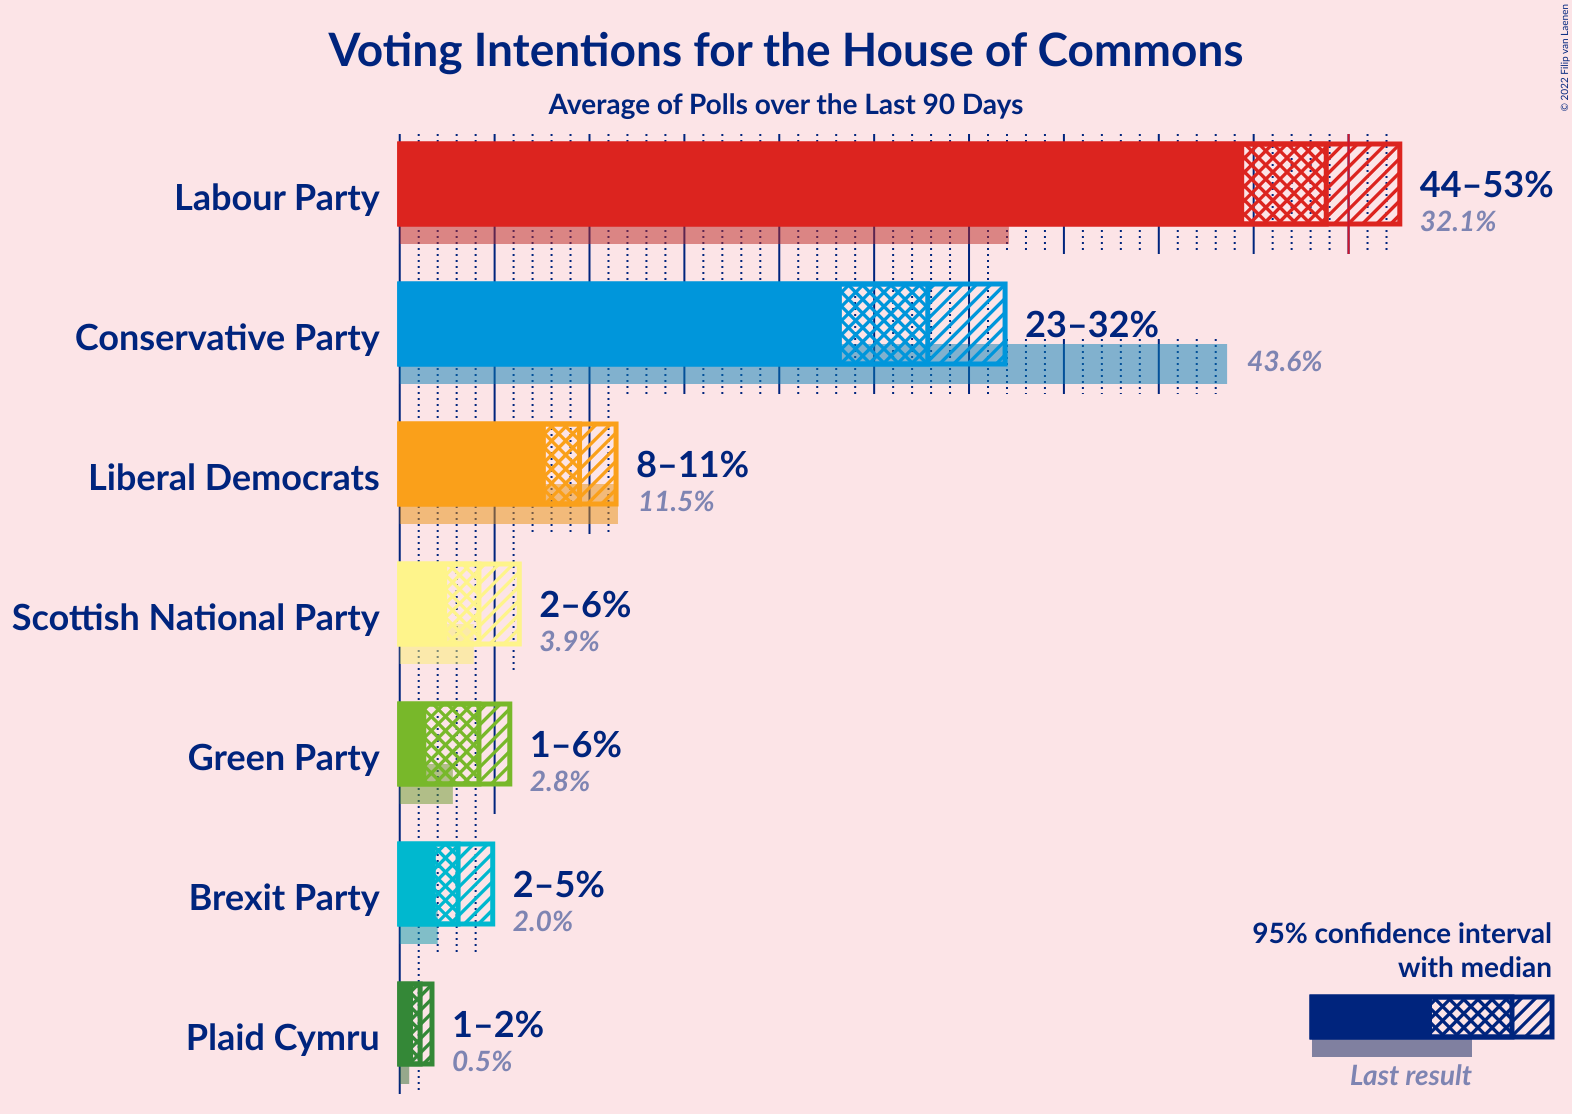 Voting Intentions for the House of Commons
Average of Polls over the Last 90 Days
© 2022 Filip van Laenen
Labour Party
44–53%
32.1%
Conservative Party
23–32%
43.6%
Liberal Democrats
8–11%
11.5%
Scottish National Party
2–6%
3.9%
Green Party
1–6%
2.8%
Brexit Party
2–5%
2.0%
Plaid Cymru
1–2%
0.5%
95% confidence interval
with median
Last result